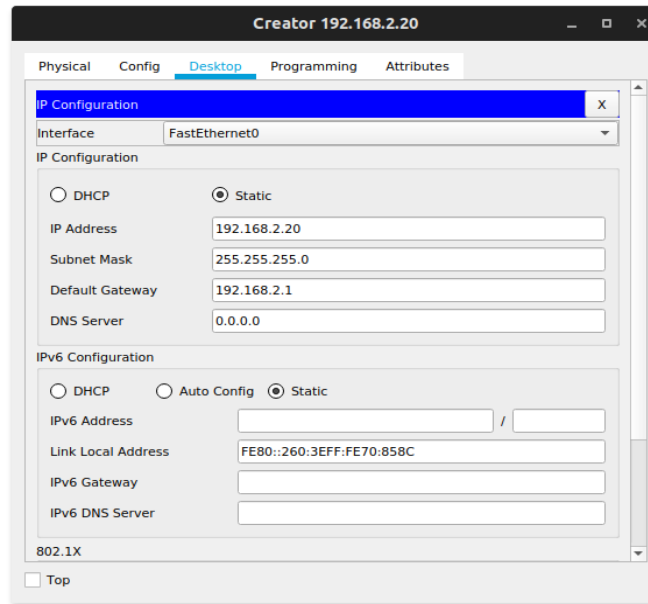 Creator 192.168.2.20
Physical Config Desktop Programming Attributes
IP Configuration X
Interface FastEthernet0
IP Configuration
DHCP Static
IP Address 192.168.2.20
Subnet Mask 255.255.255.0
Default Gateway 192.168.2.1
DNS Server 0.0.0.0
IPv6 Configuration
DHCP Auto Config Static
IPv6 Address /
Link Local Address FE80::260:3EFF:FE70:858C
IPv6 Gateway
IPv6 DNS Server
802.1X
Top